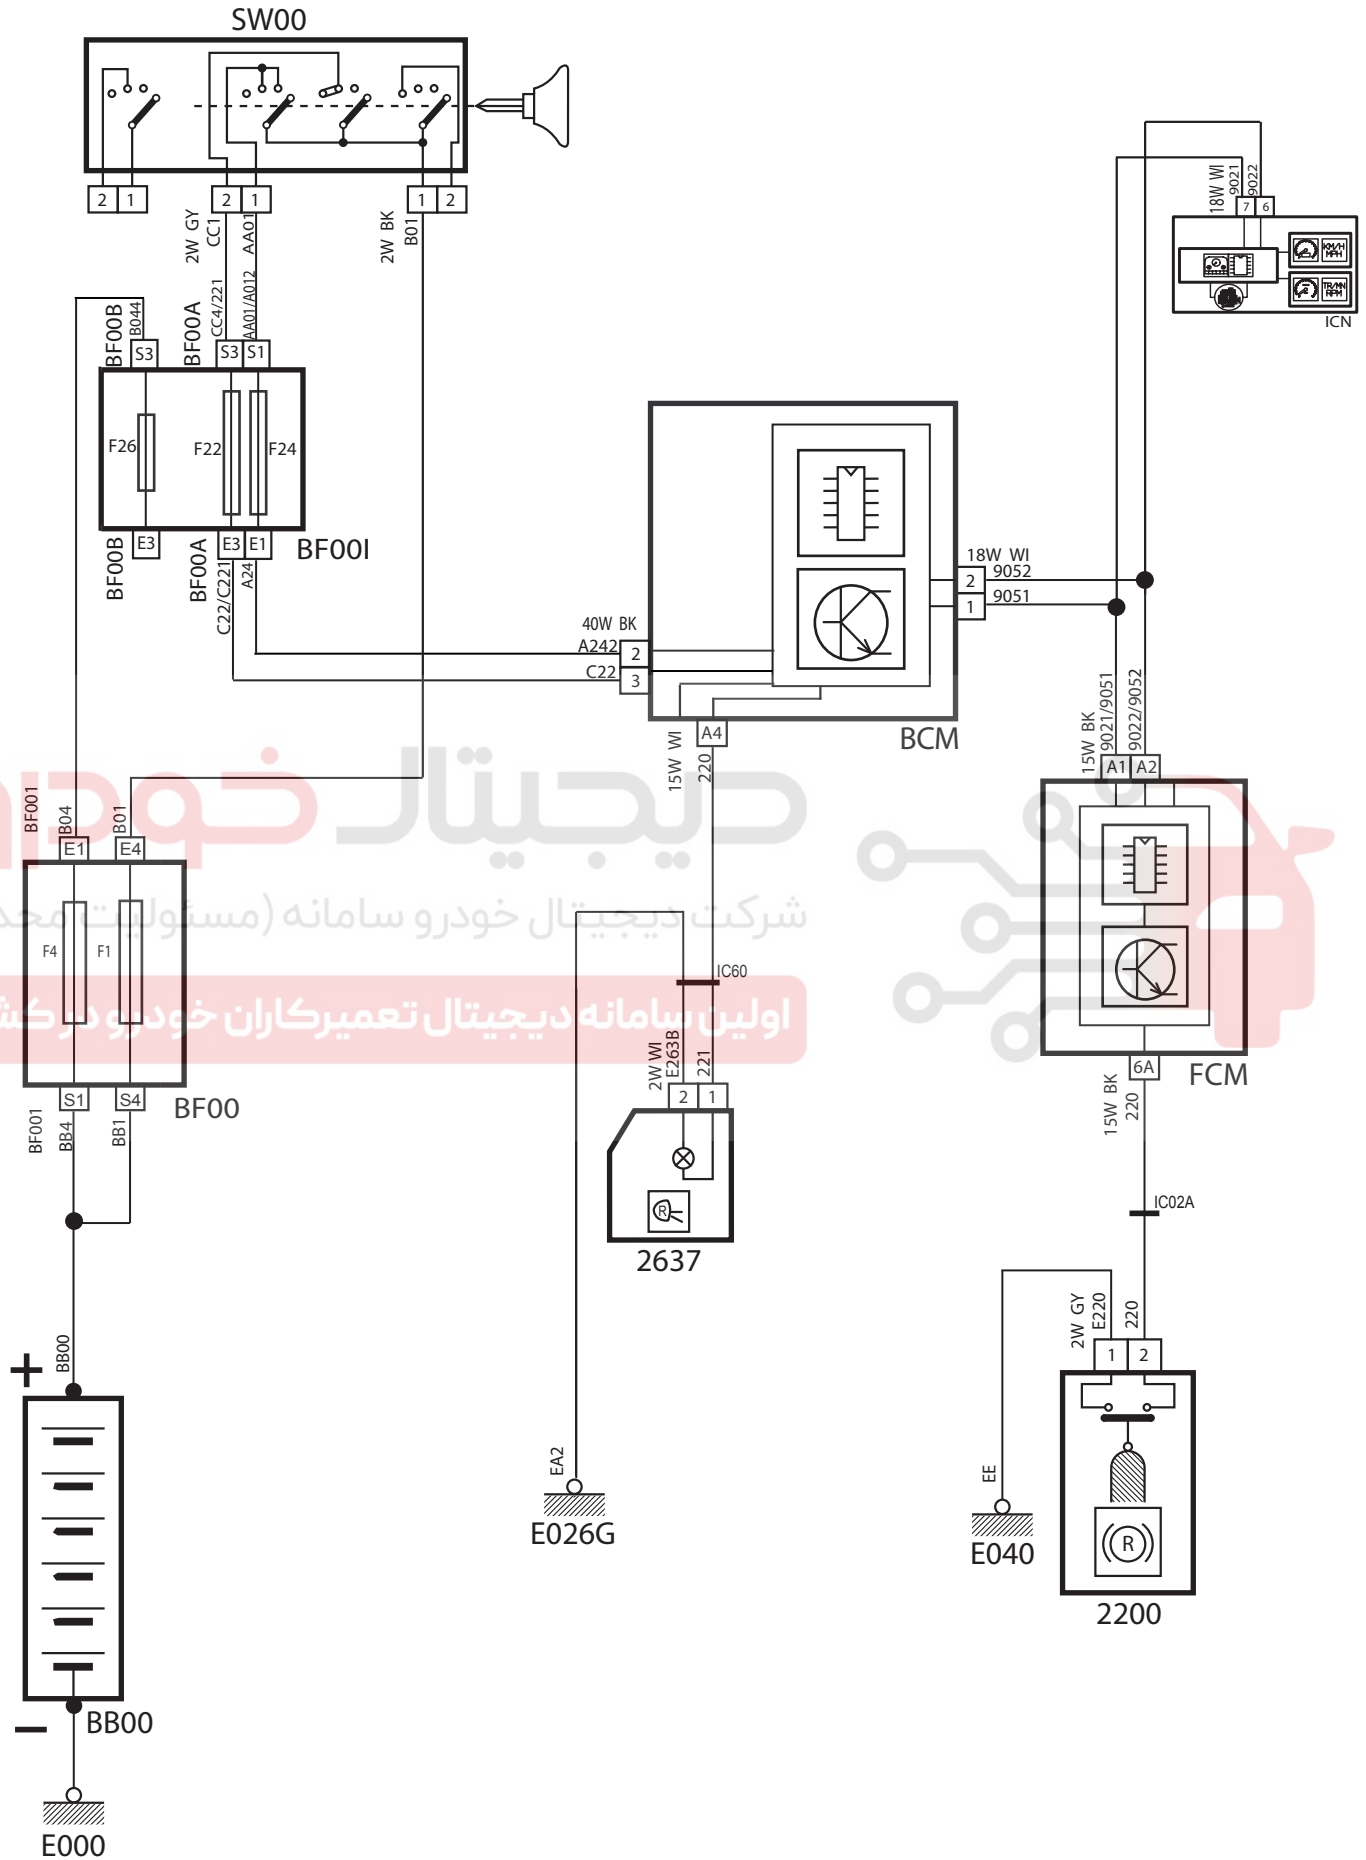 SW00
2
1
2
1
1
2
2W GY
CC1
AA01
2W BK
B01
18W WI
9021
9022
7
6
KM/H
MPH
TR/MN
RPM
ICN
BF00B
B044
BF00A
CC4/221
AA01/A012
S3
S3
S1
F26
F22
F24
E3
E3
E1
BF00B
BF00A
BF00I
C22/C221
A24
18W WI
9052
2
9051
1
40W BK
A242
2
C22
3
BCM
15W WI
A4
220
15W BK
9021/9051
9022/9052
A1
A2
BF001
B04
B01
E1
E4
F4
F1
دیجیتال خودرو
شرکت دیجیتال خودرو سامانه (مسئولیت
اولین سامانه دیجیتال تعمیرکاران خودرو در
IC60
2W WI
E263B
221
2
1
S1
S4
BF00
BF001
BB4
BB1
FCM
6A
15W BK
220
IC02A
R
2637
2W GY
E220
220
1
2
BB00
+
EA2
E026G
EE
E040
R
2200
BB00
–
E000